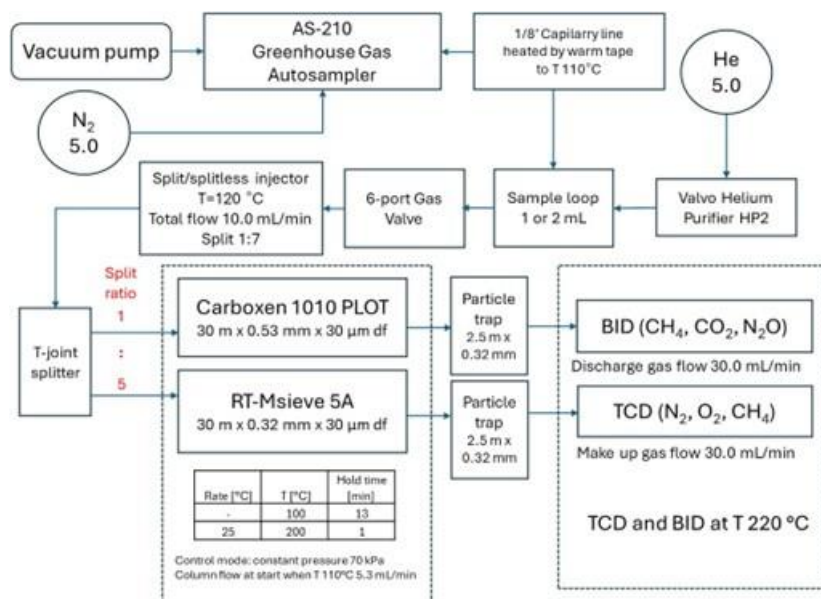 Vacuum pump
AS-210
Greenhouse Gas
Autosampler
1/8' Capilarry line
heated by warm tape
to T 110°C
He
5.0
N₂
5.0
Split/splitless injector
T=120 °C
Total flow 10.0 mL/min
Split 1:7
6-port Gas
Valve
Sample loop
1 or 2 mL
Valvo Helium
Purifier HP2
Split
ratio
1
:
5
T-joint
splitter
Carboxen 1010 PLOT
30 m x 0.53 mm x 30 µm df
Particle
trap
2.5 m x
0.32 mm
BID (CH₄, CO₂, N₂O)
Discharge gas flow 30.0 mL/min
RT-Msieve 5A
30 m x 0.32 mm x 30 µm df
Particle
trap
2.5 m x
0.32 mm
TCD (N₂, O₂, CH₄)
Make up gas flow 30.0 mL/min
Rate [°C] T [°C] Hold time [min]
- 100 13
25 200 1
TCD and BID at T 220 °C
Control mode: constant pressure 70 kPa
Column flow at start when T 110°C 5.3 mL/min